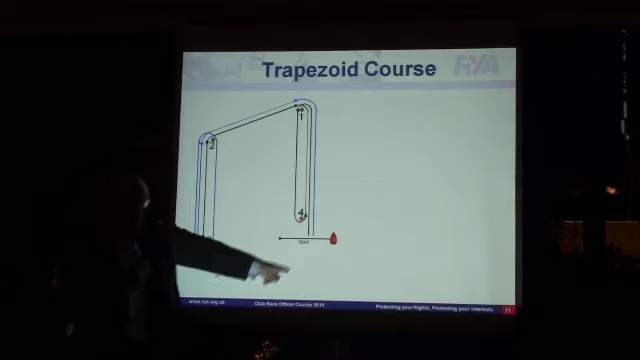 Trapezoid Course
RYA
1
2
4
Start
www.rya.org.uk
Club Race Officer Course 2010
Protecting your Rights, Promoting your Interests.
11